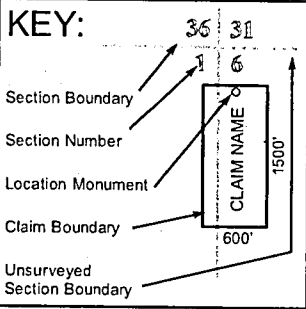 KEY:
36 31
1 6
Section Boundary
Section Number
Location Monument
Claim Boundary
Unsurveyed
Section Boundary
CLAIM NAME
1500'
600'